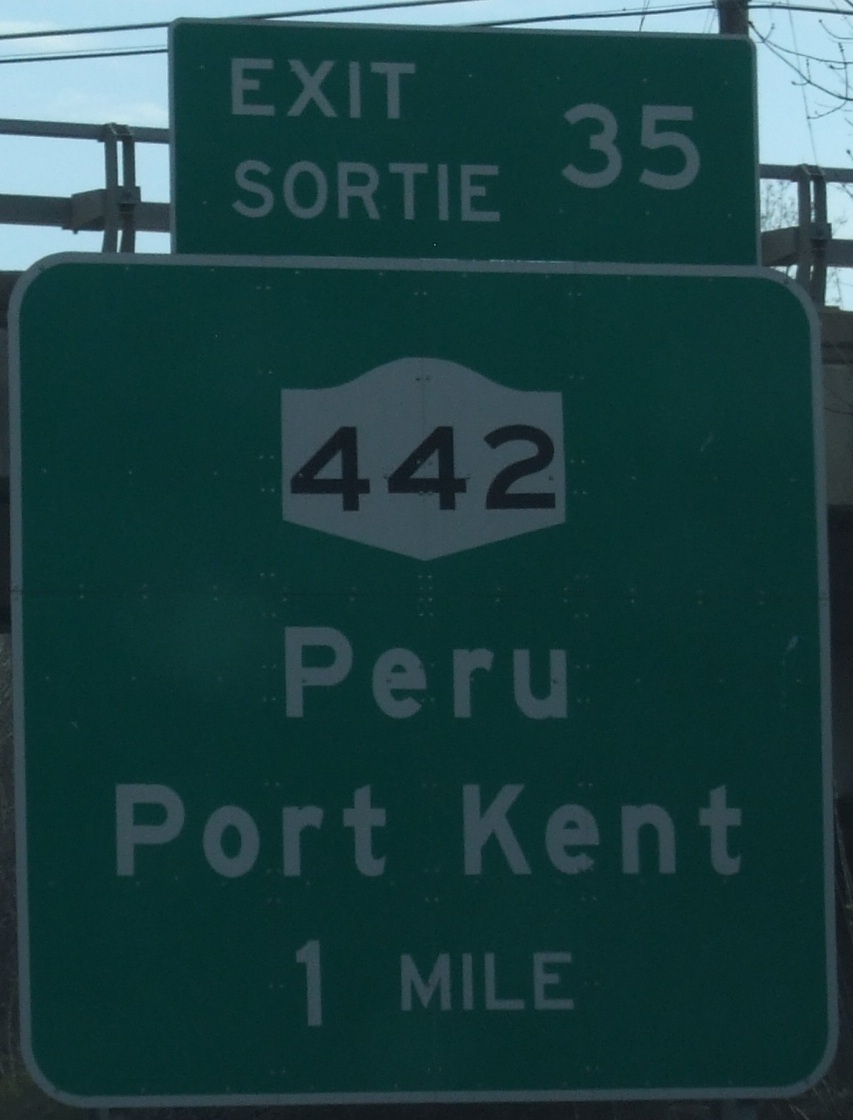 EXIT
SORTIE 35
442
Peru
Port Kent
1 MILE